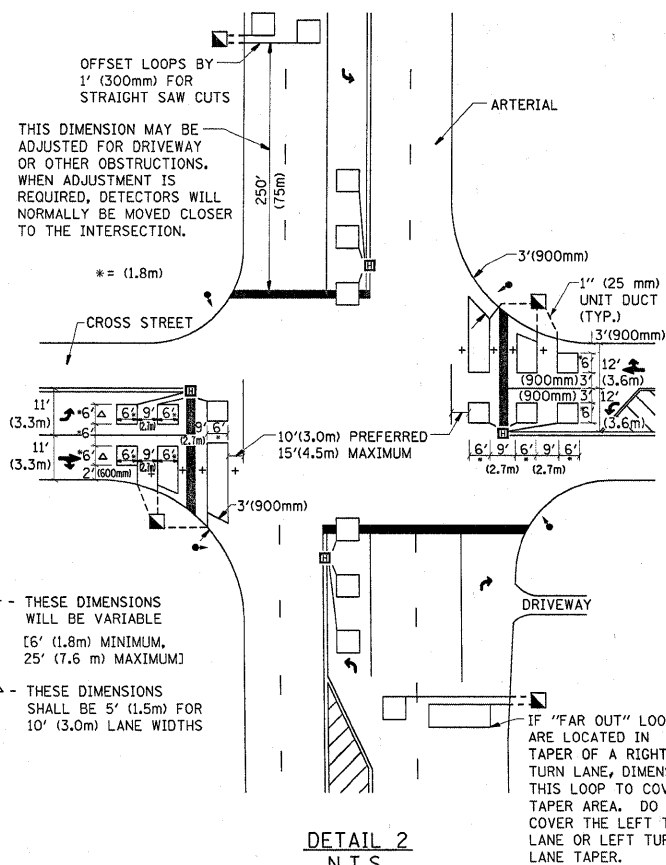 OFFSET LOOPS BY
1' (300mm) FOR
STRAIGHT SAW CUTS
THIS DIMENSION MAY BE
ADJUSTED FOR DRIVEWAY
OR OTHER OBSTRUCTIONS.
WHEN ADJUSTMENT IS
REQUIRED, DETECTORS WILL
NORMALLY BE MOVED CLOSER
TO THE INTERSECTION.
* = (1.8m)
250'
(75m)
ARTERIAL
CROSS STREET
H
3'(900mm)
1" (25 mm)
UNIT DUCT
(TYP.)
3'(900mm)
*6'
12'
(3.6m)
(900mm) 3'
(900mm) 3'
12'
(3.6m)
H
6' 9' 6' 9' 6'
* (2.7m) * (2.7m) *
10'(3.0m) PREFERRED
15'(4.5m) MAXIMUM
H
11'
(3.3m)
*6' △ 6' 9' 6'
* (2.7m) *
*6
9' 6'
(2.7m) *
11'
(3.3m)
*6' △ 6' 9' 6'
* (2.7m) *
2' (600mm)
3'(900mm)
H
DRIVEWAY
- THESE DIMENSIONS
WILL BE VARIABLE
[6' (1.8m) MINIMUM,
25' (7.6 m) MAXIMUM]
- THESE DIMENSIONS
SHALL BE 5' (1.5m) FOR
10' (3.0m) LANE WIDTHS
IF "FAR OUT" LOO
ARE LOCATED IN
TAPER OF A RIGHT
TURN LANE, DIMENS
THIS LOOP TO COV
TAPER AREA. DO
COVER THE LEFT T
LANE OR LEFT TUR
LANE TAPER.
DETAIL 2
N.T.S.